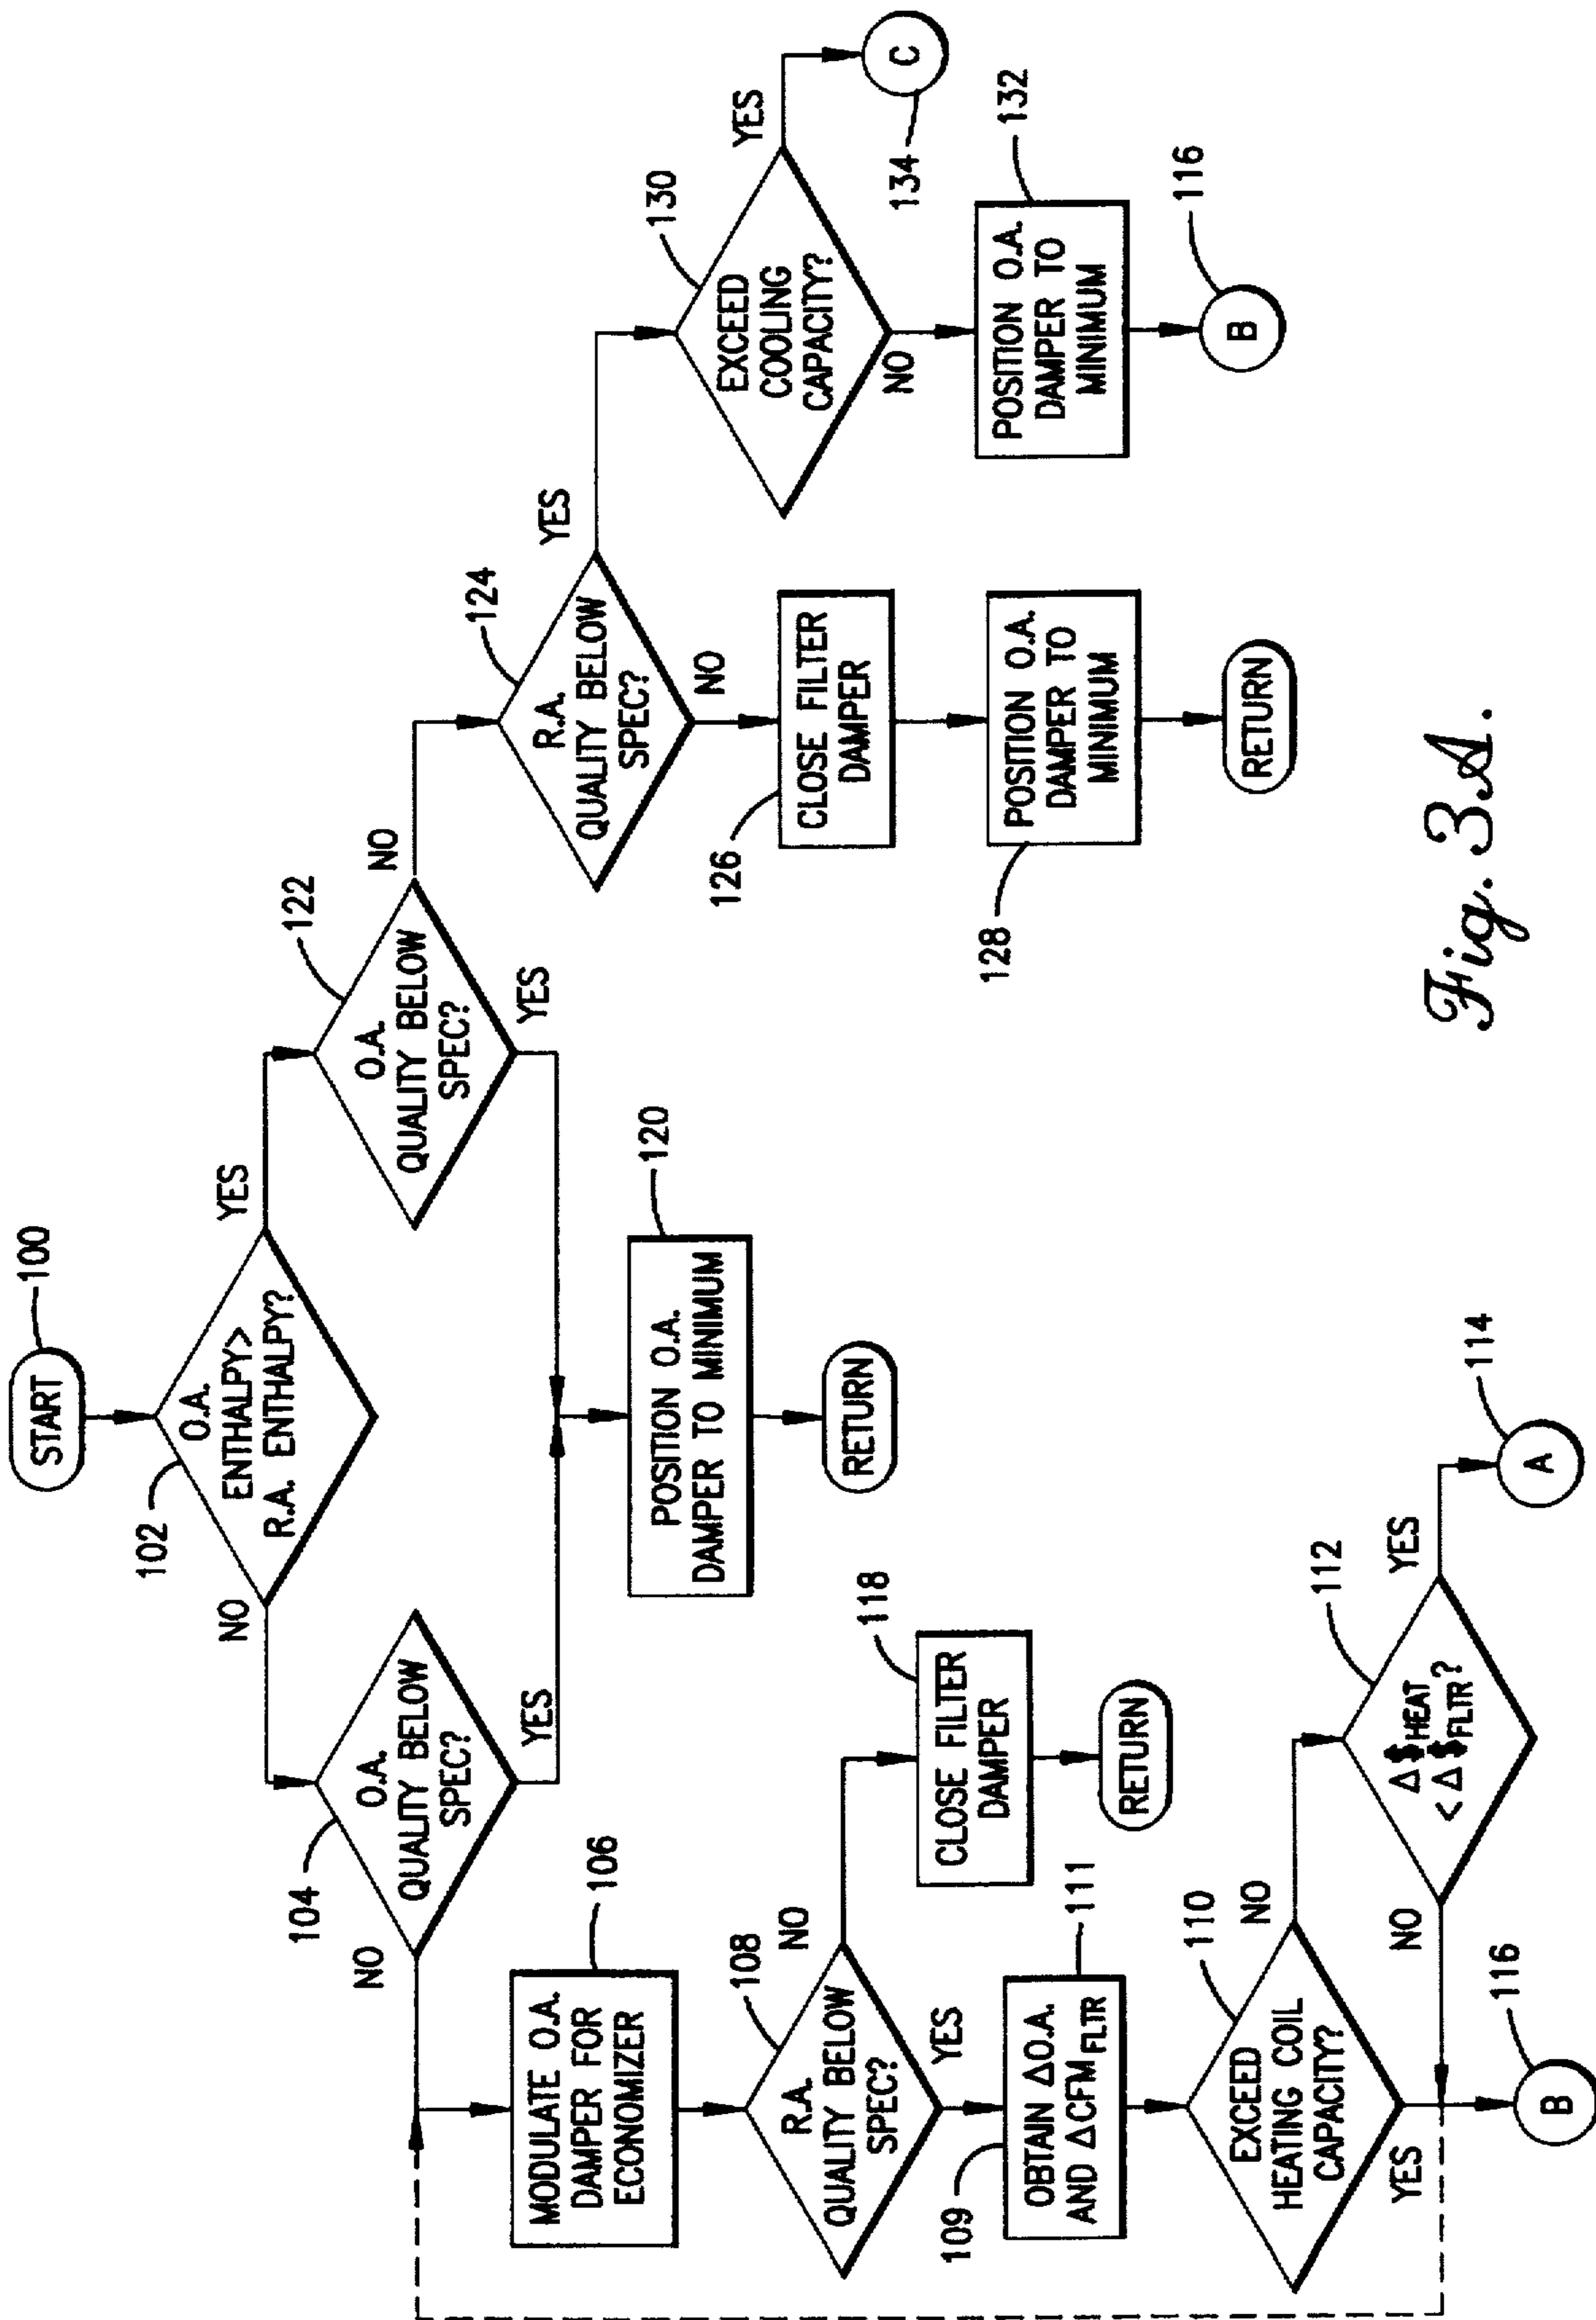 START
100
O.A.
ENTHALPY>
R.A. ENTHALPY?
102
NO
YES
O.A.
QUALITY BELOW
SPEC?
104
NO
YES
O.A.
QUALITY BELOW
SPEC?
122
NO
YES
MODULATE O.A.
DAMPER FOR
ECONOMIZER
106
POSITION O.A.
DAMPER TO MINIMUM
120
RETURN
R.A.
QUALITY BELOW
SPEC?
124
YES
NO
R.A.
QUALITY BELOW
SPEC?
108
NO
YES
CLOSE FILTER
DAMPER
118
RETURN
CLOSE FILTER
DAMPER
126
POSITION O.A.
DAMPER TO
MINIMUM
128
RETURN
EXCEED
COOLING
CAPACITY?
130
YES
NO
C
134
POSITION O.A.
DAMPER TO
MINIMUM
132
B
116
OBTAIN ΔO.A.
AND ΔCFM FLTR
109
111
EXCEED
HEATING COIL
CAPACITY?
110
NO
YES
Δ$HEAT
<Δ$FLTR?
112
YES
NO
A
114
B
116
Fig. 3A.